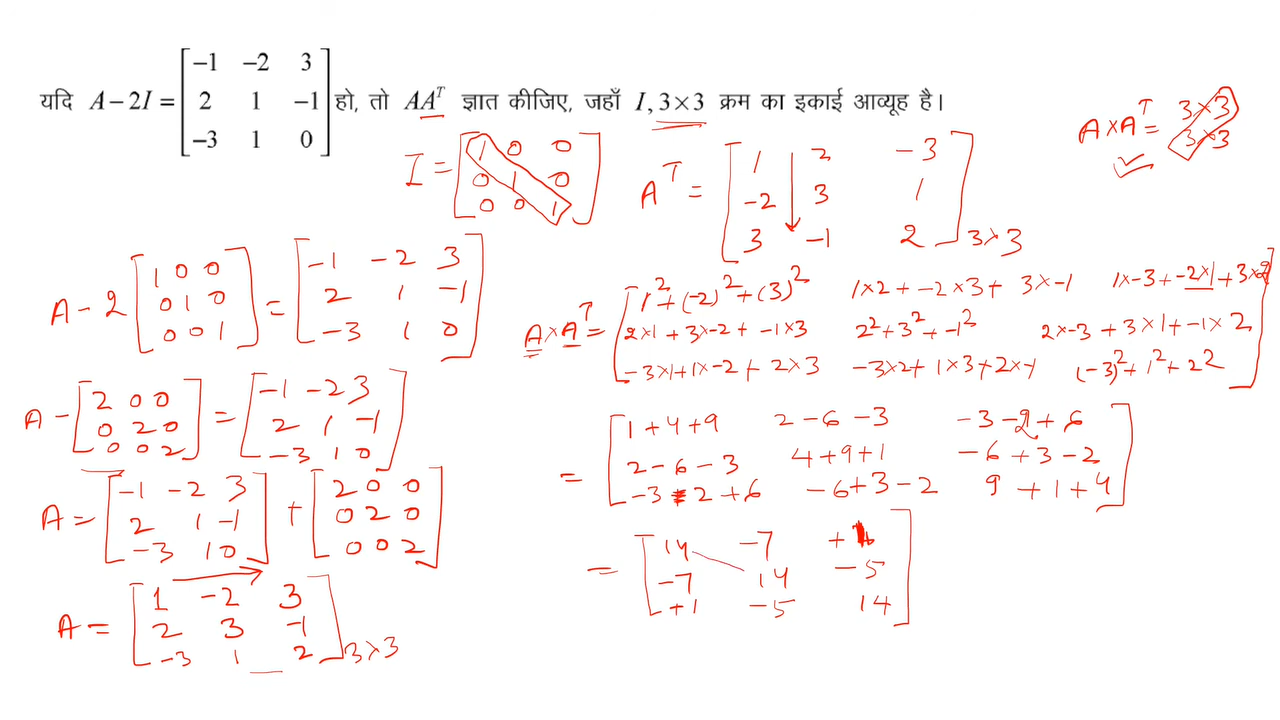 यदि A − 2I = [ −1 −2 3
2 1 −1
−3 1 0 ] हो, तो AAᵀ ज्ञात कीजिए, जहाँ I, 3×3 क्रम का इकाई आव्यूह है।
A×Aᵀ = 3×3
3×3
✓
I = [ 1 0 0
0 1 0
0 0 1 ]
Aᵀ = [ 1 2 −3
−2 3 1
3 −1 2 ] 3×3
A − 2 [ 1 0 0
0 1 0
0 0 1 ] = [ −1 −2 3
2 1 −1
−3 1 0 ]
A − [ 2 0 0
0 2 0
0 0 2 ] = [ −1 −2 3
2 1 −1
−3 1 0 ]
A = [ −1 −2 3
2 1 −1
−3 1 0 ] + [ 2 0 0
0 2 0
0 0 2 ]
A = [ 1 −2 3
2 3 −1
−3 1 2 ] 3×3
A×Aᵀ = [ 1² + (−2)² + (3)² 1×2 + −2×3 + 3×−1 1×−3 + −2×1 + 3×2
2×1 + 3×−2 + −1×3 2² + 3² + −1² 2×−3 + 3×1 + −1×2
−3×1 + 1×−2 + 2×3 −3×2 + 1×3 + 2×−1 (−3)² + 1² + 2² ]
= [ 1+4+9 2−6−3 −3−2+6
2−6−3 4+9+1 −6+3−2
−3−2+6 −6+3−2 9+1+4 ]
= [ 14 −7 +1
−7 14 −5
+1 −5 14 ]